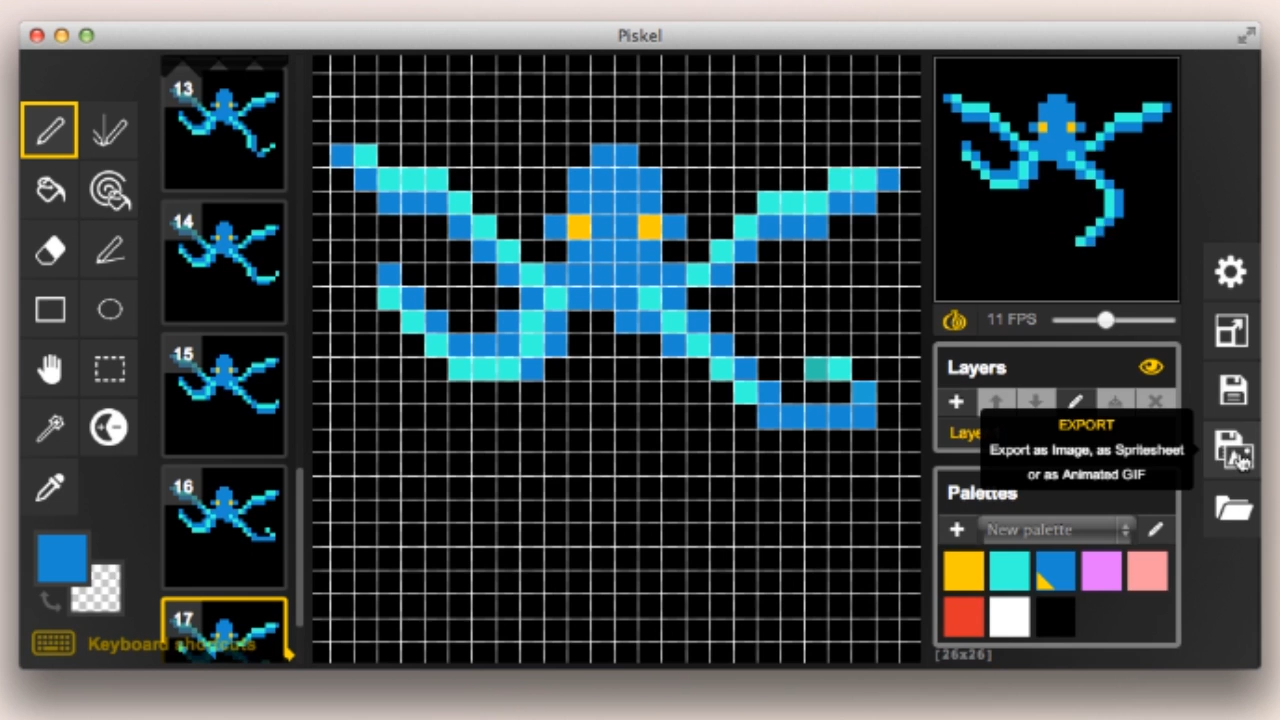 Piskel
13
14
15
16
17
Keyboard shortcuts
11 FPS
Layers
Laye
EXPORT
Export as Image, as Spritesheet
or as Animated GIF
Palettes
New palette
[26x26]